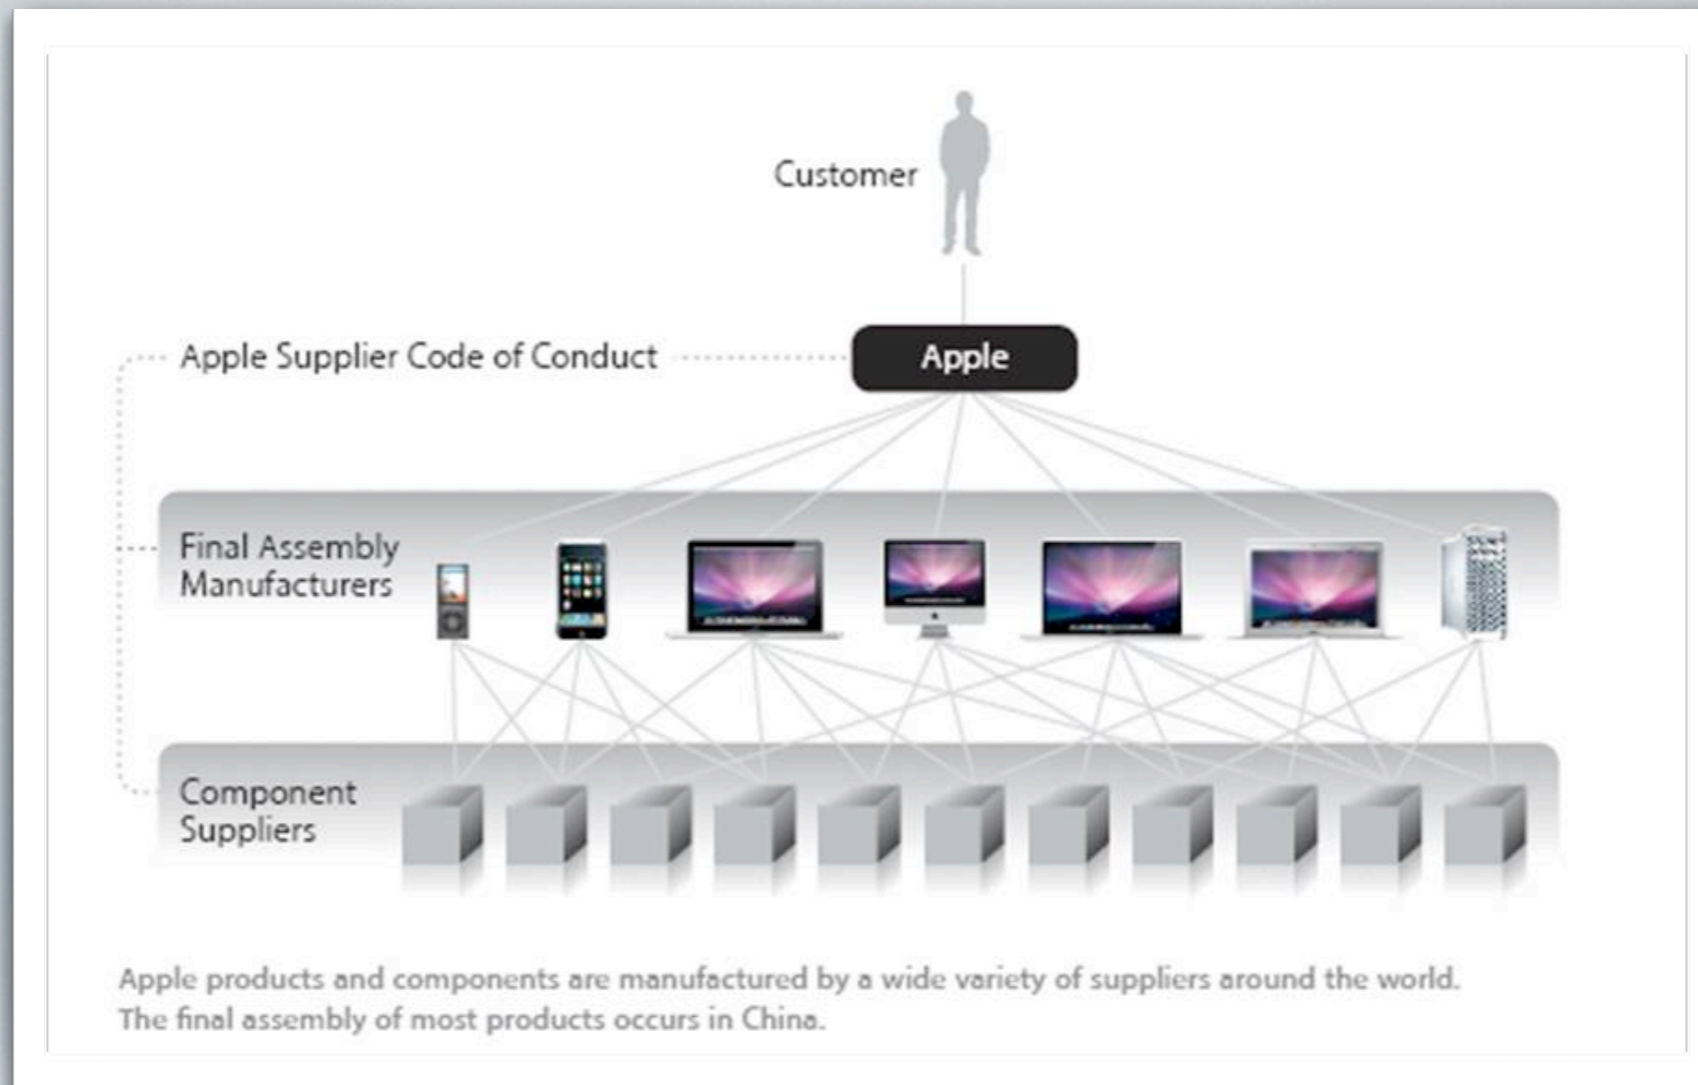 Customer
Apple Supplier Code of Conduct
Apple
Final Assembly
Manufacturers
Component
Suppliers
Apple products and components are manufactured by a wide variety of suppliers around the world.
The final assembly of most products occurs in China.